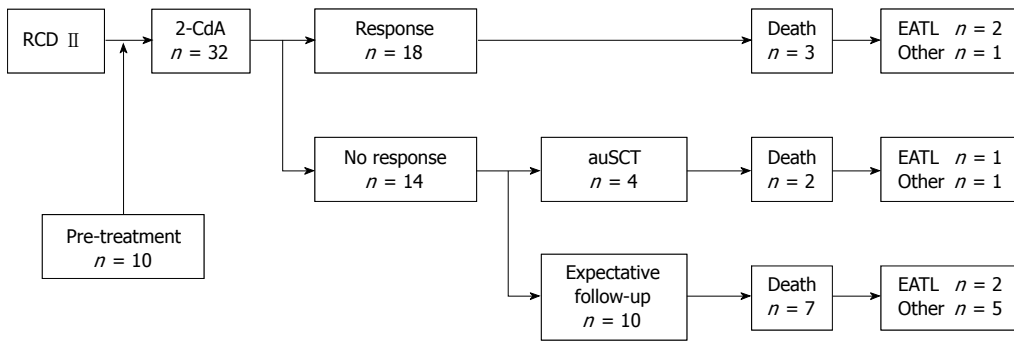 RCD Ⅱ
2-CdA
n = 32
Response
n = 18
Death
n = 3
EATL n = 2
Other n = 1
No response
n = 14
auSCT
n = 4
Death
n = 2
EATL n = 1
Other n = 1
Pre-treatment
n = 10
Expectative
follow-up
n = 10
Death
n = 7
EATL n = 2
Other n = 5